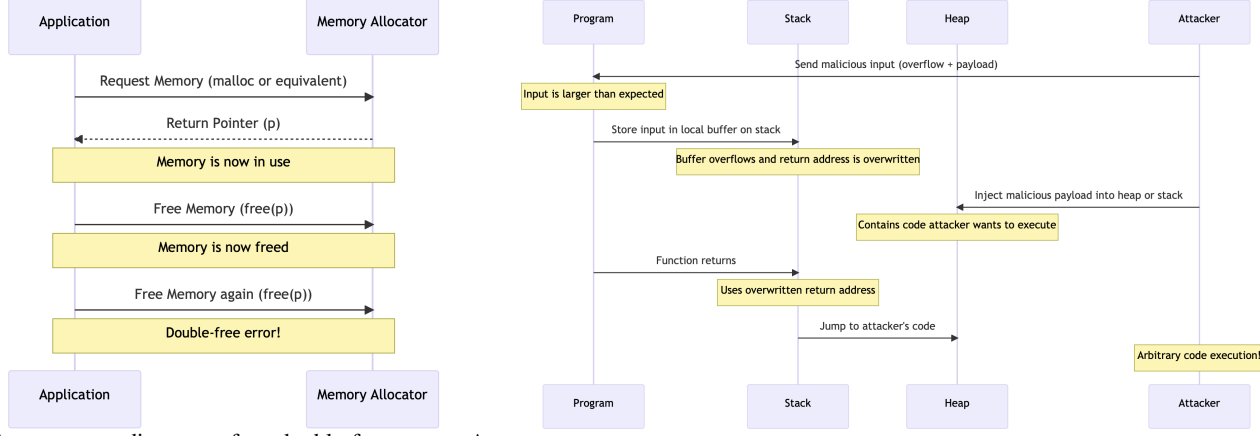 Application
Memory Allocator
Request Memory (malloc or equivalent)
Return Pointer (p)
Memory is now in use
Free Memory (free(p))
Memory is now freed
Free Memory again (free(p))
Double-free error!
Application
Memory Allocator
Program
Stack
Heap
Attacker
Send malicious input (overflow + payload)
Input is larger than expected
Store input in local buffer on stack
Buffer overflows and return address is overwritten
Inject malicious payload into heap or stack
Contains code attacker wants to execute
Function returns
Uses overwritten return address
Jump to attacker's code
Arbitrary code execution!
Program
Stack
Heap
Attacker